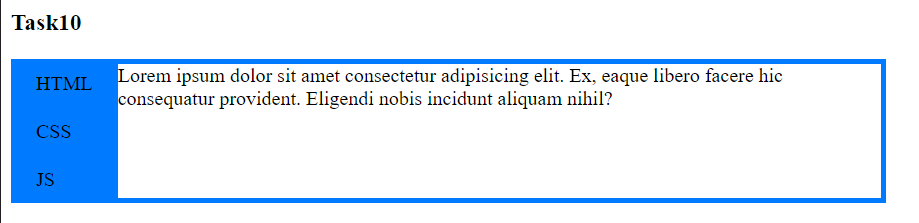 Task10
HTML
CSS
JS
Lorem ipsum dolor sit amet consectetur adipisicing elit. Ex, eaque libero facere hic
consequatur provident. Eligendi nobis incidunt aliquam nihil?